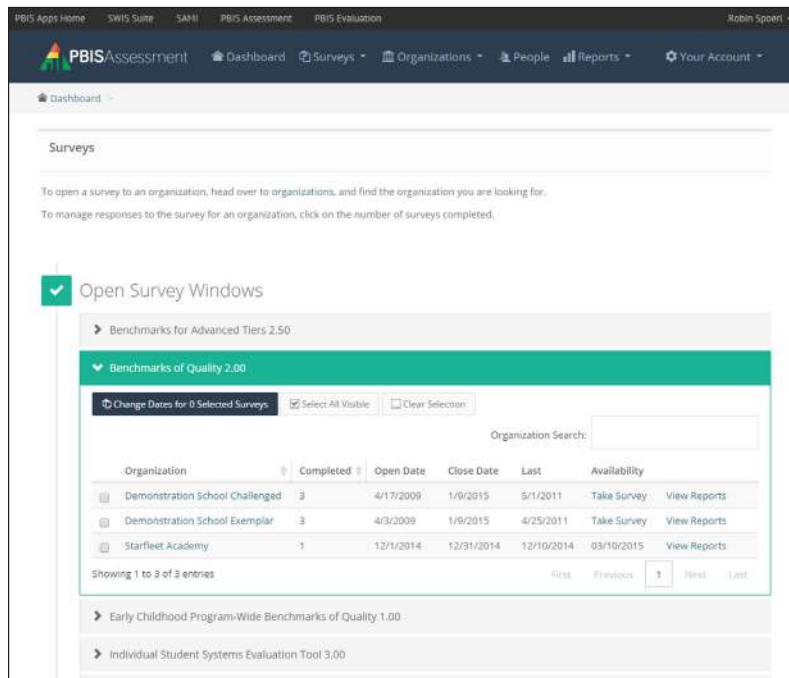 PBIS Apps Home SWIS Suite SAMI PBIS Assessment PBIS Evaluation Robin Spoerl
PBISAssessment Dashboard Surveys Organizations People Reports Your Account
Dashboard >
Surveys
To open a survey to an organization, head over to organizations, and find the organization you are looking for.
To manage responses to the survey for an organization, click on the number of surveys completed.
Open Survey Windows
Benchmarks for Advanced Tiers 2.50
Benchmarks of Quality 2.00
Change Dates for 0 Selected Surveys Select All Visible Clear Selection
Organization Search:
Organization Completed Open Date Close Date Last Availability
Demonstration School Challenged 3 4/17/2009 1/9/2015 5/1/2011 Take Survey View Reports
Demonstration School Exemplar 3 4/3/2009 1/9/2015 4/25/2011 Take Survey View Reports
Starfleet Academy 1 12/1/2014 12/31/2014 12/10/2014 03/10/2015 View Reports
Showing 1 to 3 of 3 entries First Previous 1 Next Last
Early Childhood Program-Wide Benchmarks of Quality 1.00
Individual Student Systems Evaluation Tool 3.00